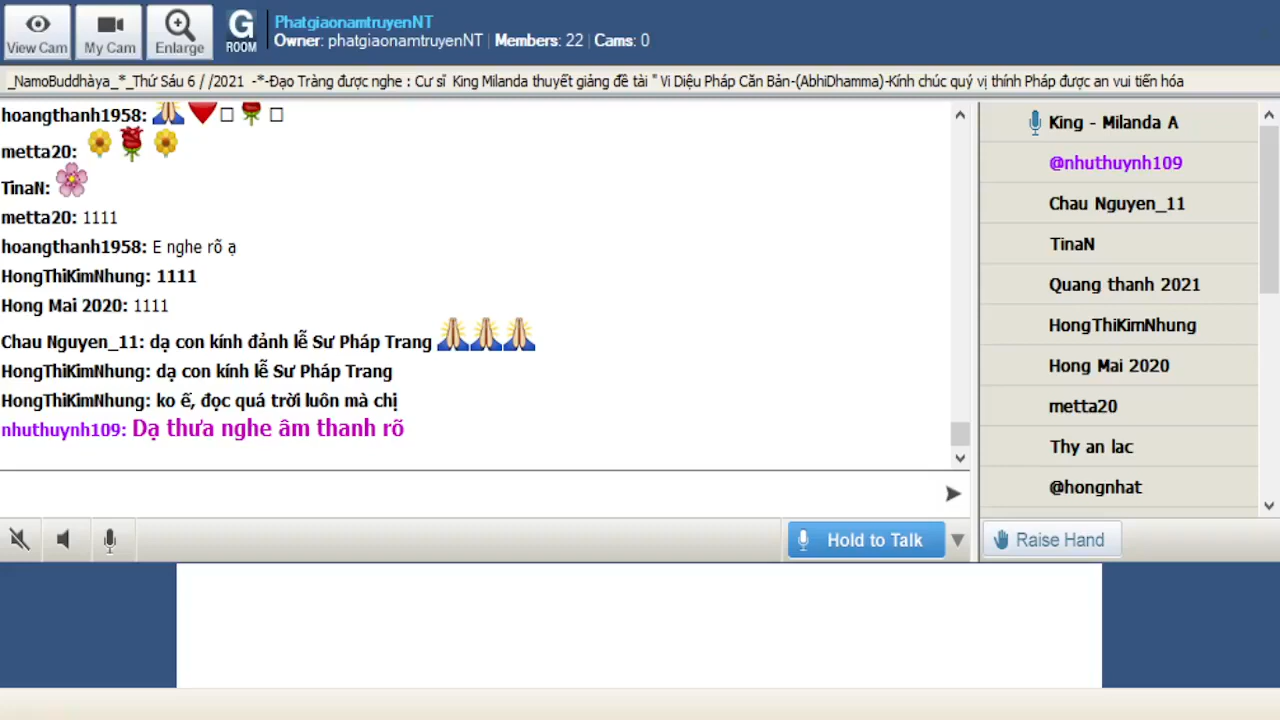 View Cam
My Cam
Enlarge
G
ROOM
PhatgiaonamtruyenNT
Owner: phatgiaonamtruyenNT | Members: 22 | Cams: 0
_NamoBuddhàya_*_Thứ Sáu 6 / /2021 -*-Đạo Tràng được nghe : Cư sĩ King Milanda thuyết giảng đề tài " Vi Diệu Pháp Căn Bản-(AbhiDhamma)-Kính chúc quý vị thính Pháp được an vui tiến hóa
hoangthanh1958:
metta20:
TinaN:
metta20: 1111
hoangthanh1958: E nghe rõ ạ
HongThiKimNhung: 1111
Hong Mai 2020: 1111
Chau Nguyen_11: dạ con kính đảnh lễ Sư Pháp Trang
HongThiKimNhung: dạ con kính lễ Sư Pháp Trang
HongThiKimNhung: ko ế, đọc quá trời luôn mà chị
nhuthuynh109: Dạ thưa nghe âm thanh rõ
King - Milanda A
@nhuthuynh109
Chau Nguyen_11
TinaN
Quang thanh 2021
HongThiKimNhung
Hong Mai 2020
metta20
Thy an lac
@hongnhat
Hold to Talk
Raise Hand